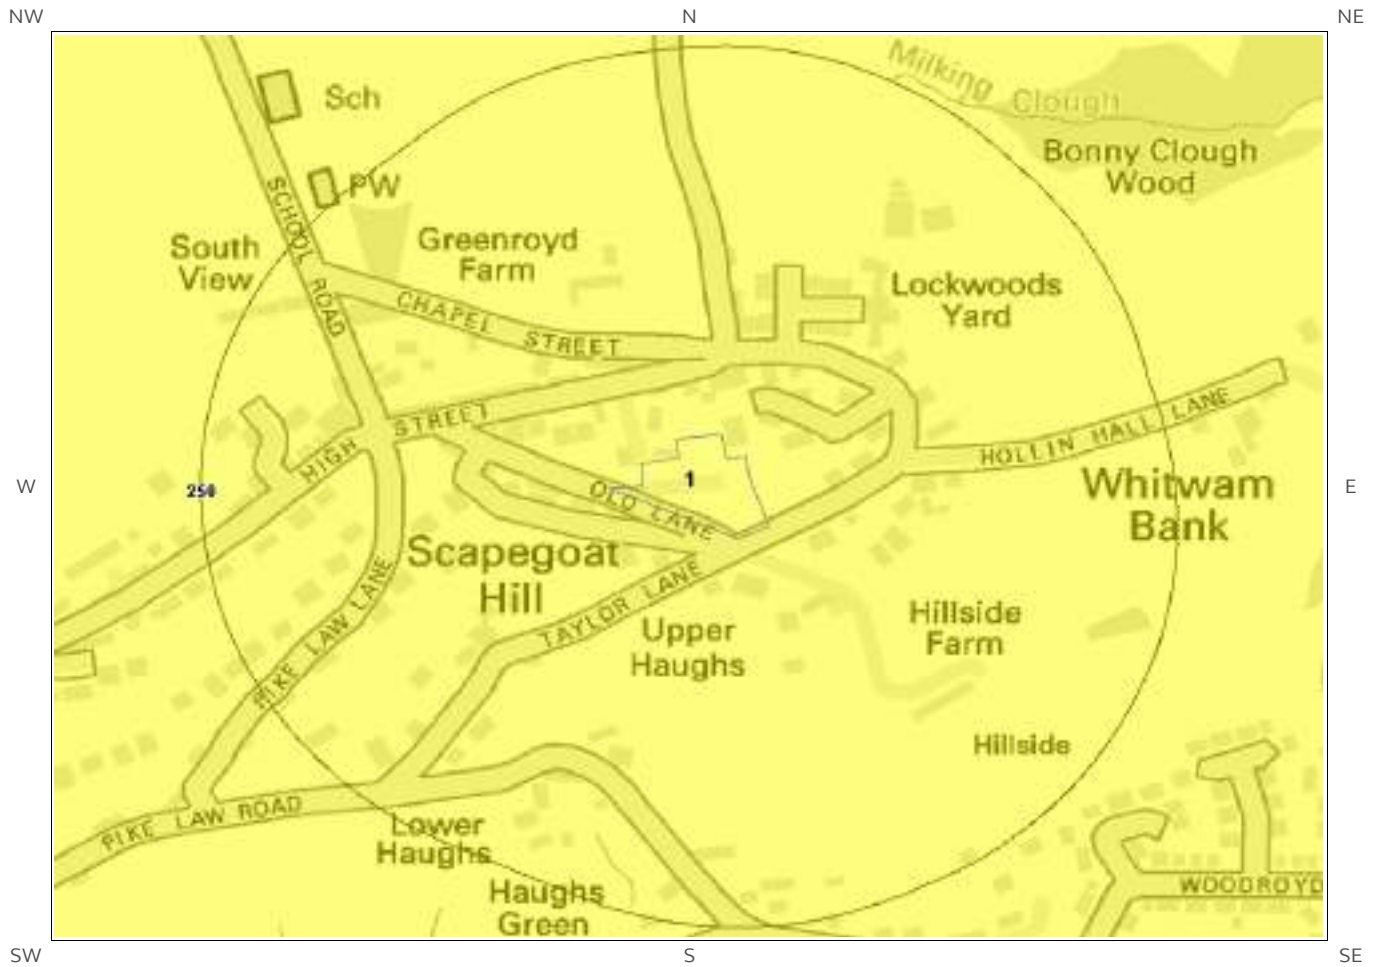 NW
N
NE
Milking
Clough
Sch
Bonny Clough
Wood
PW
SCHOOL ROAD
South
View
Greenroyd
Farm
Lockwoods
Yard
CHAPEL STREET
HIGH STREET
HOLLIN HALL LANE
W
250
1
E
OLD LANE
Whitwam
Bank
Scapegoat
Hill
PIKE LAW LANE
TAYLOR LANE
Upper
Haughs
Hillside
Farm
Hillside
PIKE LAW ROAD
Lower
Haughs
Haughs
Green
WOODROYD
SW
S
SE